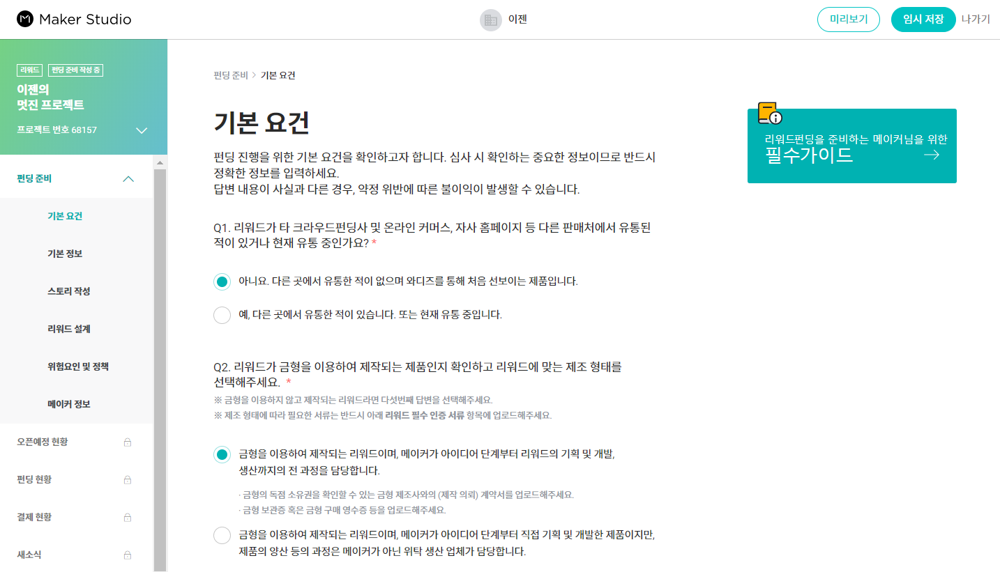 Maker Studio
이젠
미리보기
임시 저장
나가기
리워드
펀딩 준비 작성 중
이젠의
멋진 프로젝트
프로젝트 번호 68157
펀딩 준비
기본 요건
기본 정보
스토리 작성
리워드 설계
위험요인 및 정책
메이커 정보
오픈예정 현황
펀딩 현황
결제 현황
새소식
펀딩 준비 > 기본 요건
기본 요건
펀딩 진행을 위한 기본 요건을 확인하고자 합니다. 심사 시 확인하는 중요한 정보이므로 반드시
정확한 정보를 입력하세요.
답변 내용이 사실과 다른 경우, 약정 위반에 따른 불이익이 발생할 수 있습니다.
Q1. 리워드가 타 크라우드펀딩사 및 온라인 커머스, 자사 홈페이지 등 다른 판매처에서 유통된
적이 있거나 현재 유통 중인가요? *
아니요. 다른 곳에서 유통한 적이 없으며 와디즈를 통해 처음 선보이는 제품입니다.
예, 다른 곳에서 유통한 적이 있습니다. 또는 현재 유통 중입니다.
Q2. 리워드가 금형을 이용하여 제작되는 제품인지 확인하고 리워드에 맞는 제조 형태를
선택해주세요. *
※ 금형을 이용하지 않고 제작되는 리워드라면 다섯번째 답변을 선택해주세요.
※ 제조 형태에 따라 필요한 서류는 반드시 아래 리워드 필수 인증 서류 항목에 업로드해주세요.
금형을 이용하여 제작되는 리워드이며, 메이커가 아이디어 단계부터 리워드의 기획 및 개발,
생산까지의 전 과정을 담당합니다.
· 금형의 독점 소유권을 확인할 수 있는 금형 제조사와의 (제작 의뢰) 계약서를 업로드해주세요.
· 금형 보관증 혹은 금형 구매 영수증 등을 업로드해주세요.
금형을 이용하여 제작되는 리워드이며, 메이커가 아이디어 단계부터 직접 기획 및 개발한 제품이지만,
제품의 양산 등의 과정은 메이커가 아닌 위탁 생산 업체가 담당합니다.
리워드펀딩을 준비하는 메이커님을 위한
필수가이드